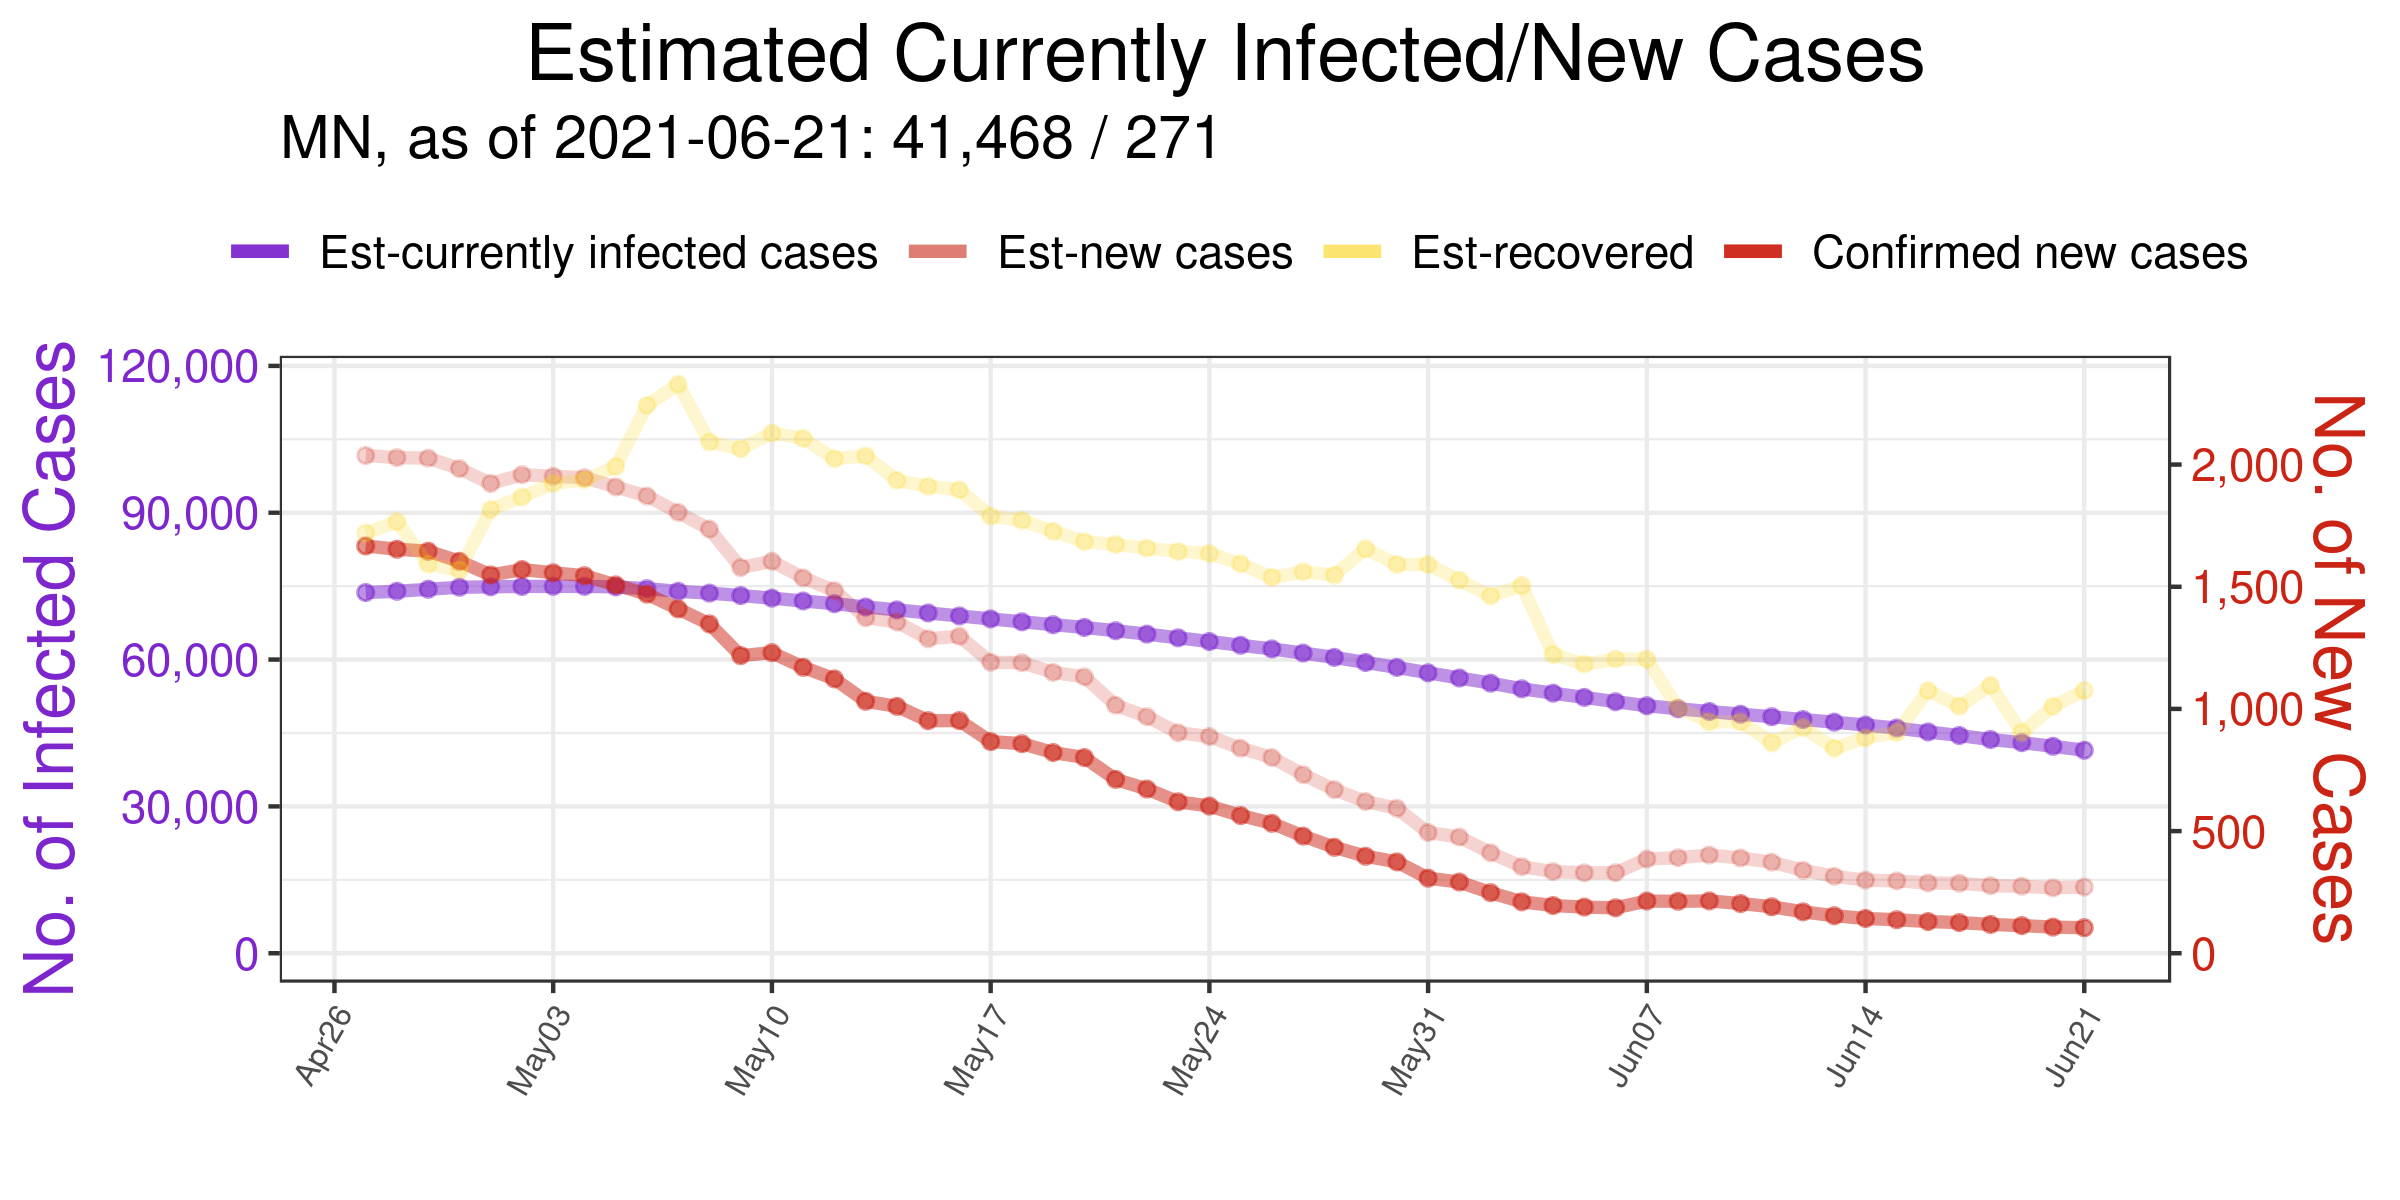 Estimated Currently Infected/New Cases
MN, as of 2021-06-21: 41,468 / 271
Est-currently infected cases Est-new cases Est-recovered Confirmed new cases
No. of Infected Cases
120,000
90,000
60,000
30,000
0
2,000
1,500
1,000
500
0
No. of New Cases
Apr26 May03 May10 May17 May24 May31 Jun07 Jun14 Jun21